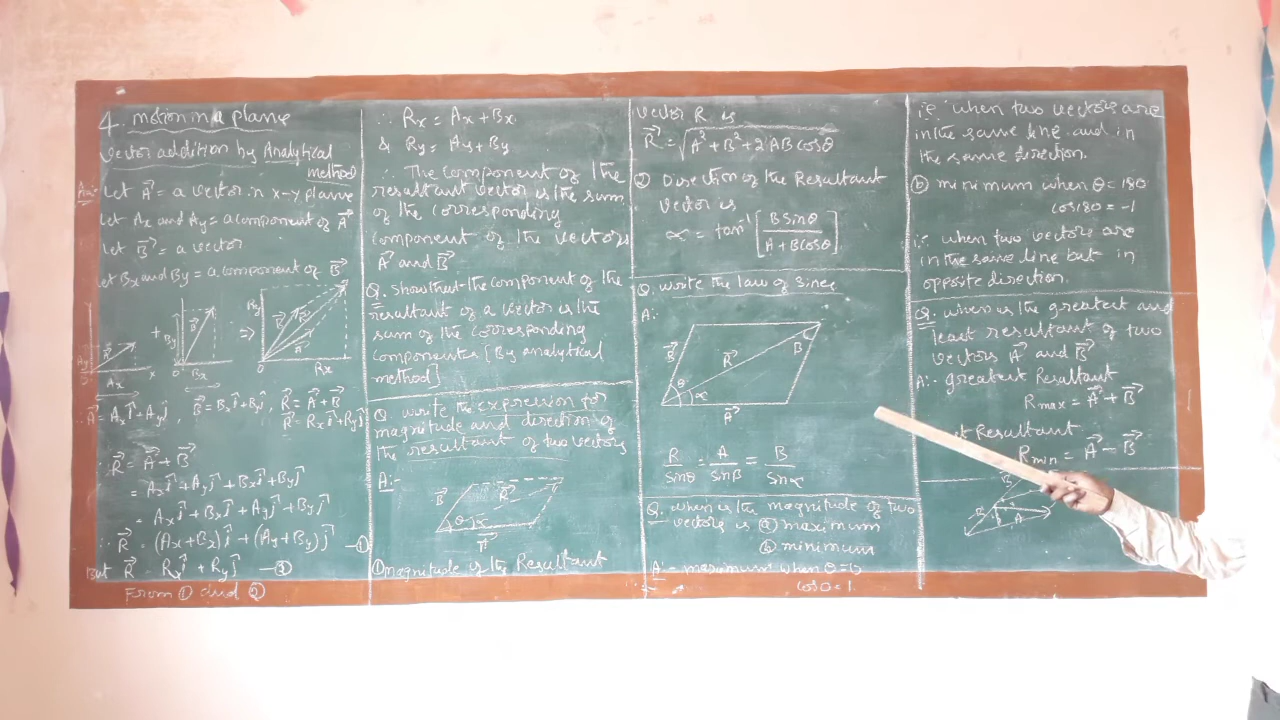 4. motion in a plane
vector addition by Analytical
method
Let A⃗ = a vector in x-y plane
Let Ax and Ay = a component of A⃗
Let B⃗ = a vector
Let Bx and By = a component of B⃗
Ay
A⃗
O
Ax
x
+
By
B⃗
O
Bx
⇒
Ry
B⃗
R⃗
A⃗
O
Rx
∴ A⃗ = Ax î + Ay ĵ, B⃗ = Bx î + By ĵ, R⃗ = A⃗ + B⃗
R⃗ = Rx î + Ry ĵ
∴ R⃗ = A⃗ + B⃗
= Ax î + Ay ĵ + Bx î + By ĵ
= Ax î + Bx î + Ay ĵ + By ĵ
∴ R⃗ = (Ax + Bx) î + (Ay + By) ĵ —①
But R⃗ = Rx î + Ry ĵ —②
From ① and ②
∴ Rx = Ax + Bx
& Ry = Ay + By
∴ The component of the
resultant vector is the sum
of the corresponding
component of the vectors
A⃗ and B⃗
Q. Show that the component of the
resultant of a vector is the
sum of the corresponding
components [By analytical
method]
Q. write the expression for
magnitude and direction of
the resultant of two vectors
A:-
B⃗
R⃗
θ
α
A⃗
① magnitude of the Resultant
vector R is
R⃗ = √A² + B² + 2AB cosθ
② Direction of the Resultant
vector is
α = tan⁻¹ [B Sinθ / A + B cosθ]
Q. write the law of Sines
A:-
B⃗
R⃗
β
θ
α
A⃗
R/sinθ = A/sinβ = B/sinα
Q. when is the magnitude of two
vectors is ⓐ maximum
ⓑ minimum
A:- maximum when θ = 0
cos 0 = 1
i.e. when two vectors are
in the same line and in
the same direction.
ⓑ minimum when θ = 180
cos 180 = -1
i.e. when two vectors are
in the same line but in
opposite direction.
Q. when is the greatest and
least resultant of two
vectors A⃗ and B⃗
A:- greatest Resultant
Rmax = A⃗ + B⃗
Resultant
Rmin = A⃗ - B⃗
A